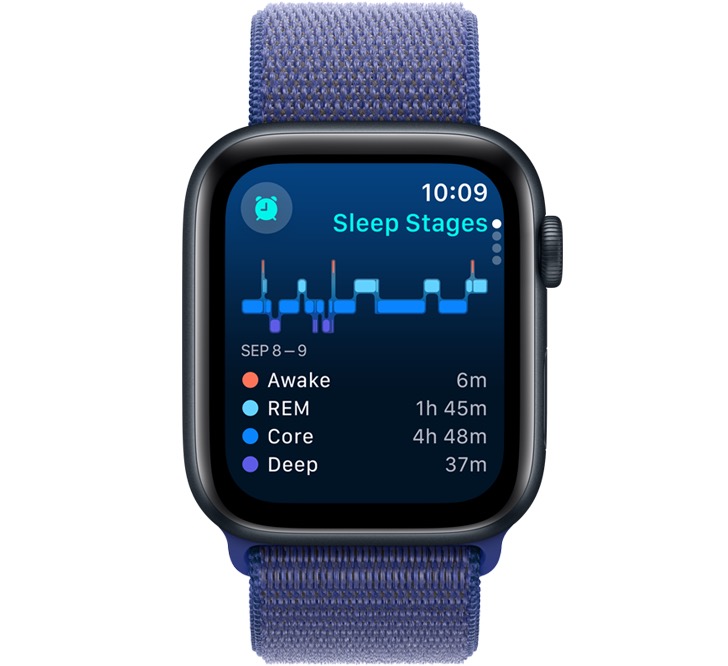 10:09
Sleep Stages
SEP 8–9
Awake 6m
REM 1h 45m
Core 4h 48m
Deep 37m